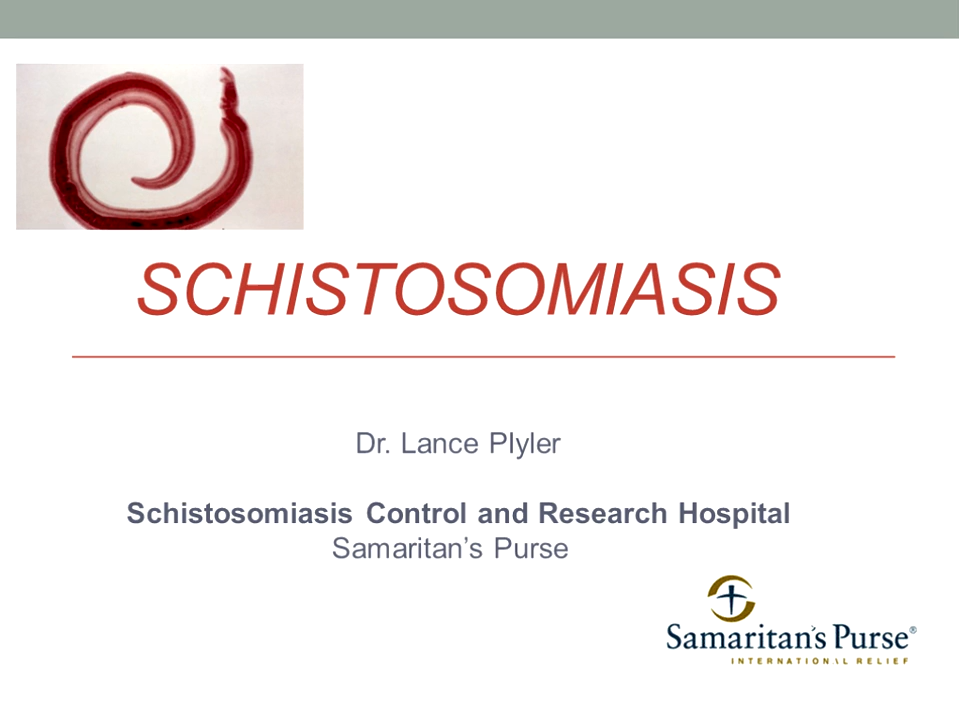 SCHISTOSOMIASIS
Dr. Lance Plyler
Schistosomiasis Control and Research Hospital
Samaritan’s Purse
Samaritan's Purse®
INTERNATIONAL RELIEF